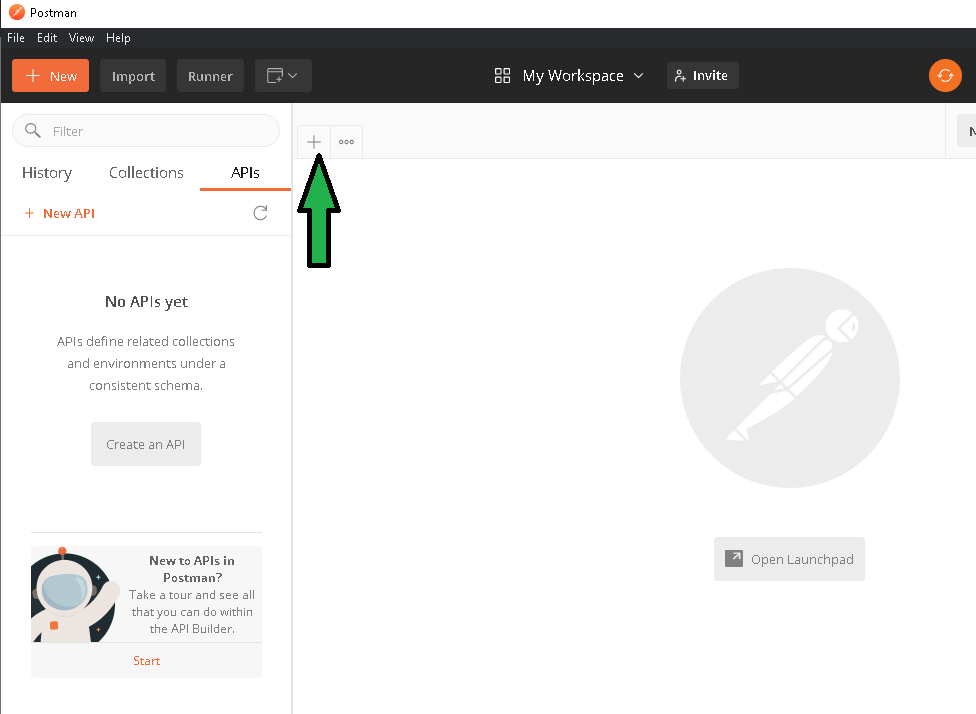 Postman
File Edit View Help
New Import Runner My Workspace Invite
Filter
History Collections APIs
+ New API
No APIs yet
APIs define related collections
and environments under a
consistent schema.
Create an API
Open Launchpad
New to APIs in
Postman?
Take a tour and see all
that you can do within
the API Builder.
Start